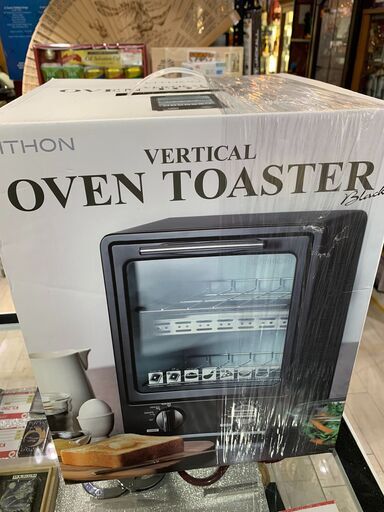 ITHON
VERTICAL
OVEN TOASTER
Black